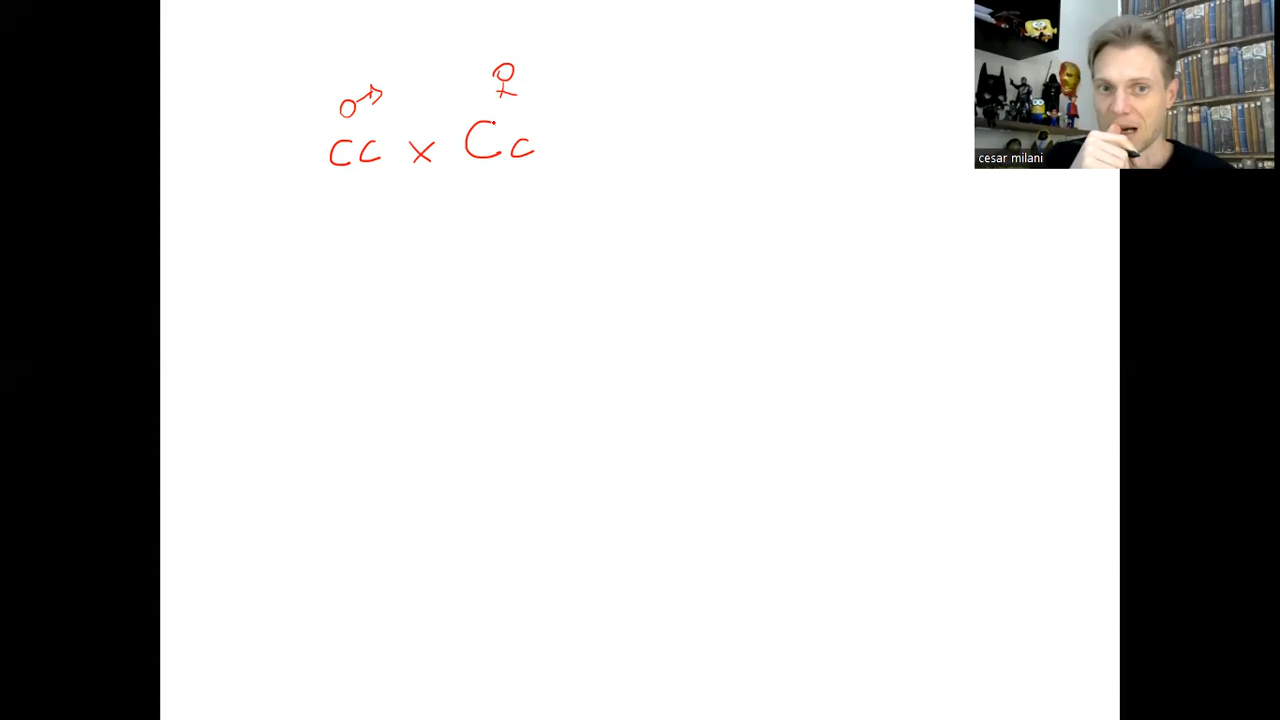 ♂ ♀
cc x Cc
cesar milani